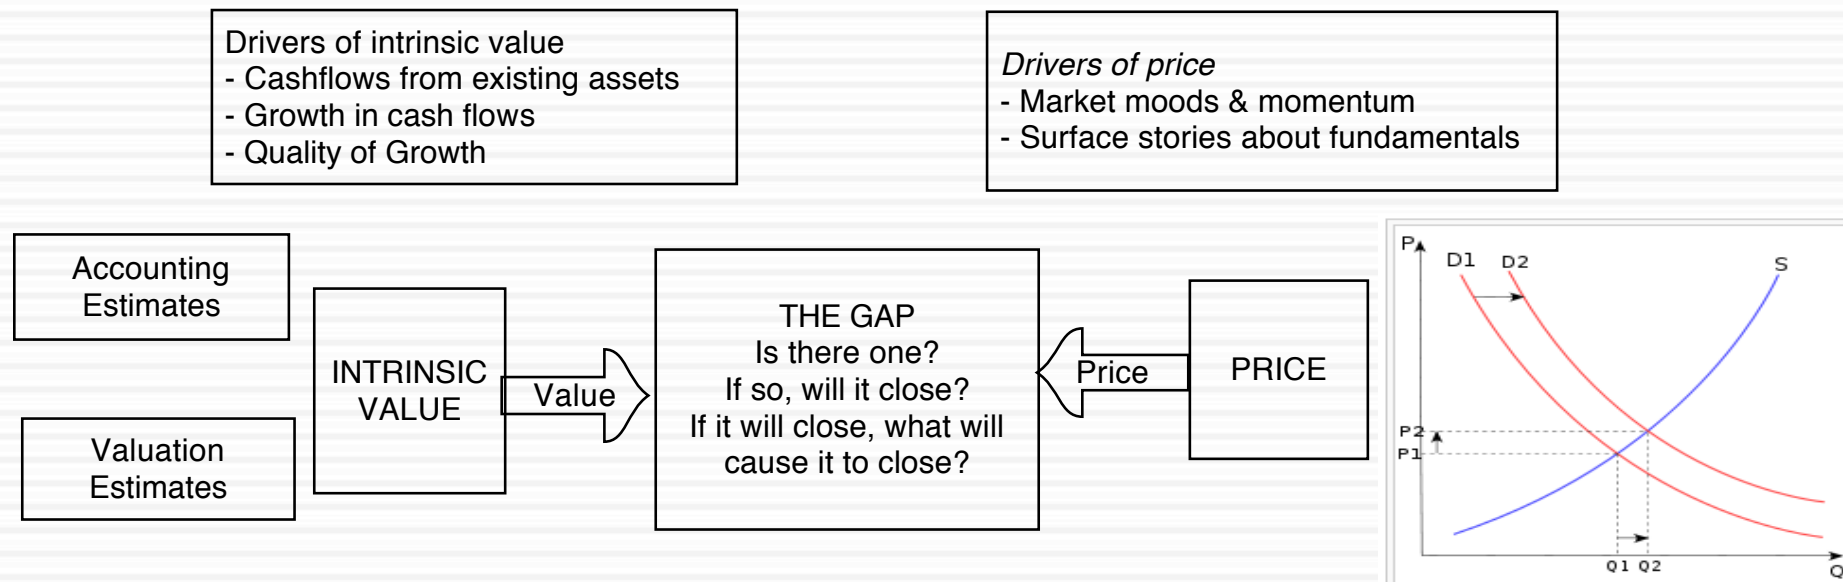 Drivers of intrinsic value
- Cashflows from existing assets
- Growth in cash flows
- Quality of Growth
Drivers of price
- Market moods & momentum
- Surface stories about fundamentals
Accounting
Estimates
Valuation
Estimates
INTRINSIC
VALUE
Value
THE GAP
Is there one?
If so, will it close?
If it will close, what will
cause it to close?
Price
PRICE
P
D1
D2
S
P2
P1
Q1
Q2
Q